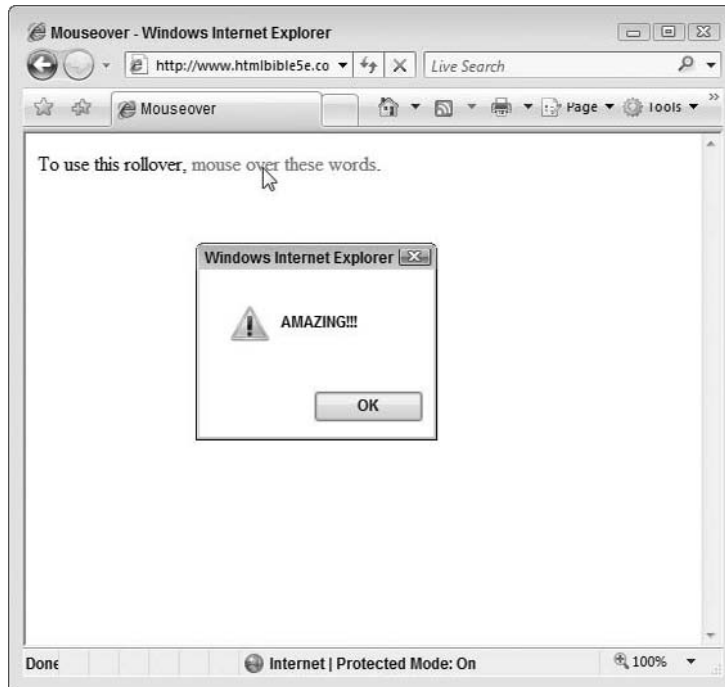 Mouseover - Windows Internet Explorer
http://www.htmlbible5e.co
Live Search
Mouseover
Page
Tools
To use this rollover, mouse over these words.
Windows Internet Explorer
AMAZING!!!
OK
Done
Internet | Protected Mode: On
100%